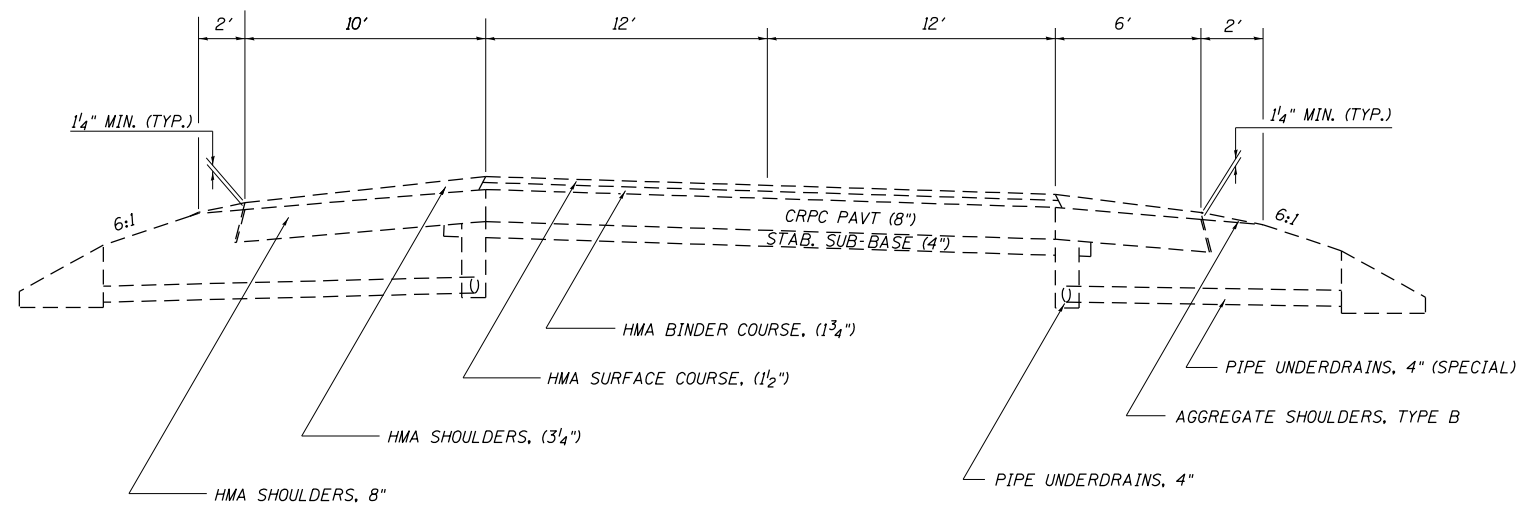 2' 10' 12' 12' 6' 2'
1¼" MIN. (TYP.)
1¼" MIN. (TYP.)
6:1
6:1
CRPC PAVT (8")
STAB. SUB-BASE (4")
HMA BINDER COURSE, (1¾")
PIPE UNDERDRAINS, 4" (SPECIAL)
HMA SURFACE COURSE, (1½")
AGGREGATE SHOULDERS, TYPE B
HMA SHOULDERS, (3¼")
PIPE UNDERDRAINS, 4"
HMA SHOULDERS, 8"